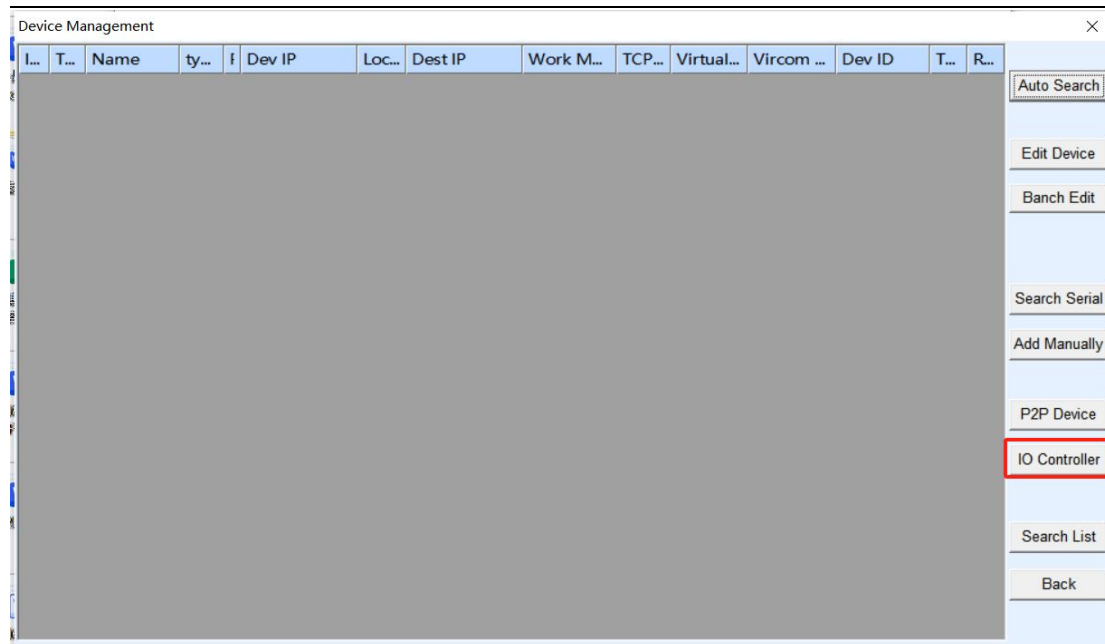 Device Management
I... T... Name ty... F Dev IP Loc... Dest IP Work M... TCP... Virtual... Vircom ... Dev ID T... R...
Auto Search
Edit Device
Banch Edit
Search Serial
Add Manually
P2P Device
IO Controller
Search List
Back